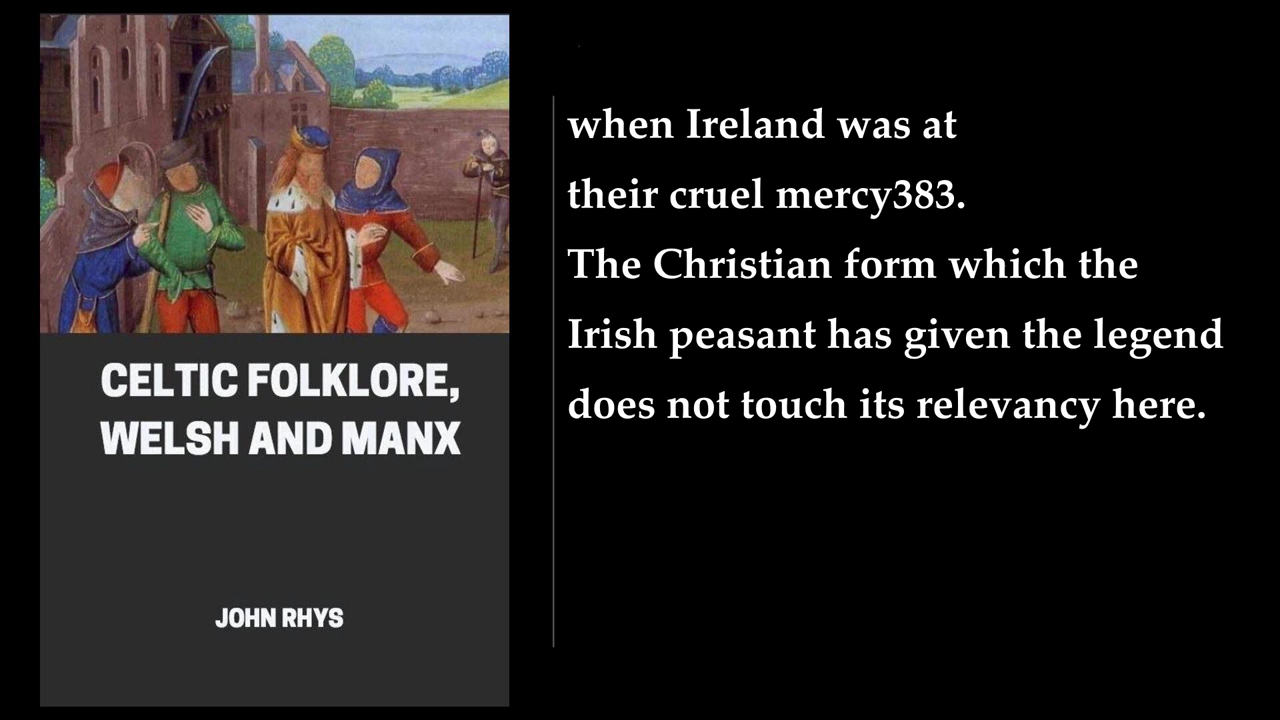 CELTIC FOLKLORE,
WELSH AND MANX
JOHN RHYS
when Ireland was at
their cruel mercy383.
The Christian form which the
Irish peasant has given the legend
does not touch its relevancy here.